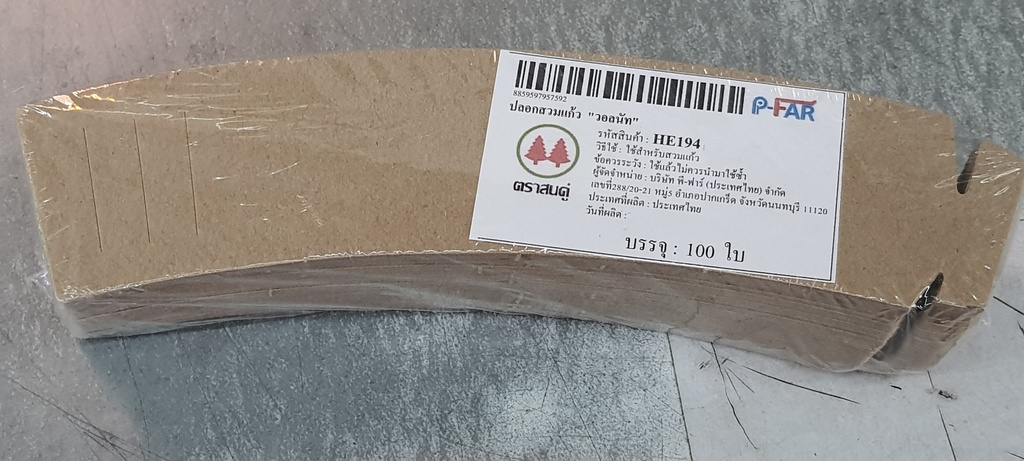 8859597957592
P-FAR
ปลอกสวมแก้ว "วอลนัท"
ตราสนคู่
รหัสสินค้า : HE194
วิธีใช้ : ใช้สำหรับสวมแก้ว
ข้อควรระวัง : ใช้แล้วไม่ควรนำมาใช้ซ้ำ
ผู้จัดจำหน่าย : บริษัท พี-ฟาร์ (ประเทศไทย) จำกัด
เลขที่288/20-21 หมู่5 อำเภอปากเกร็ด จังหวัดนนทบุรี 11120
ประเทศที่ผลิต : ประเทศไทย
วันที่ผลิต :
บรรจุ : 100 ใบ